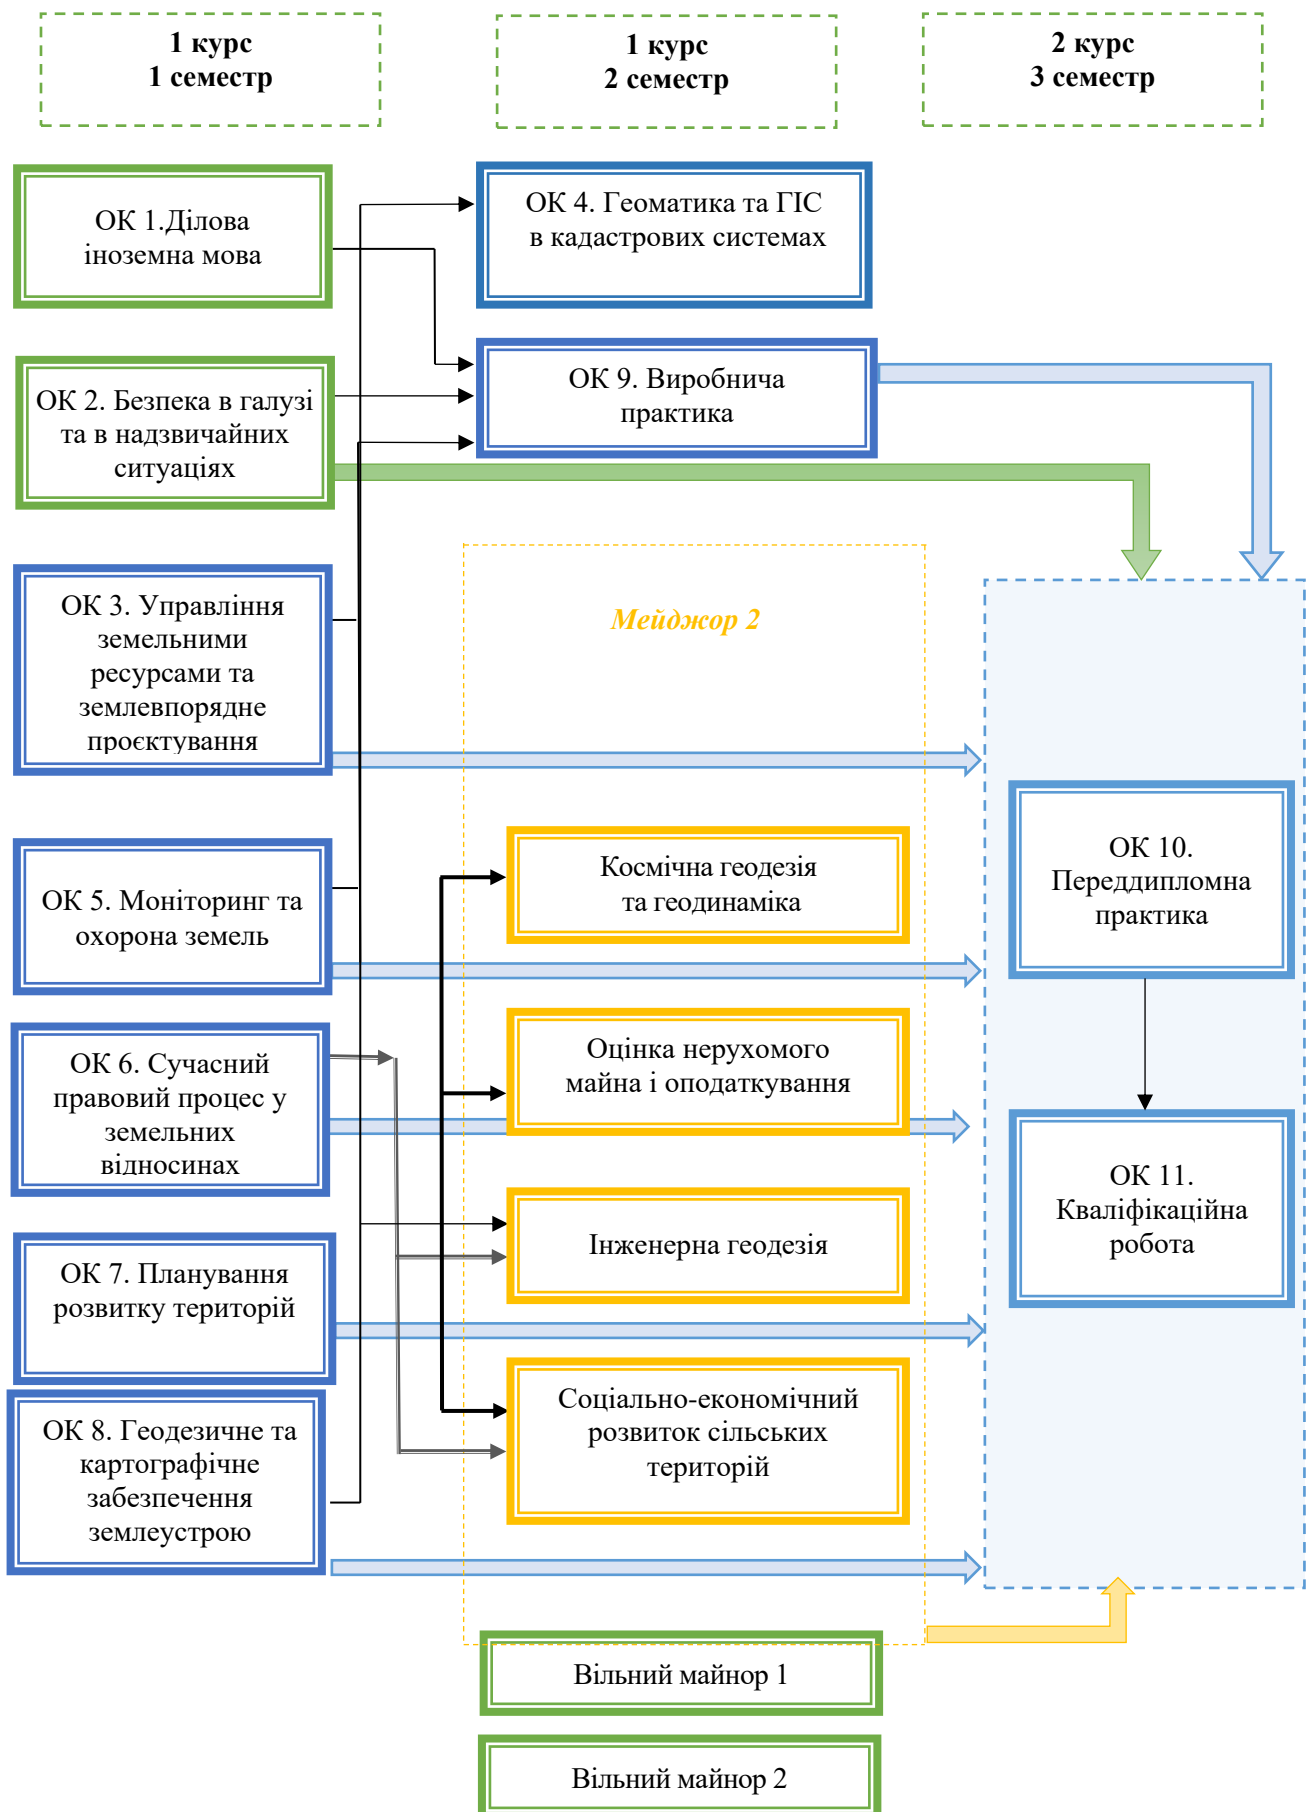 1 курс
1 семестр
1 курс
2 семестр
2 курс
3 семестр
ОК 1.Ділова
іноземна мова
ОК 4. Геоматика та ГІС
в кадастрових системах
ОК 2. Безпека в галузі
та в надзвичайних
ситуаціях
ОК 9. Виробнича
практика
ОК 3. Управління
земельними
ресурсами та
землевпорядне
проєктування
Мейджор 2
ОК 5. Моніторинг та
охорона земель
Космічна геодезія
та геодинаміка
ОК 10.
Переддипломна
практика
ОК 6. Сучасний
правовий процес у
земельних
відносинах
Оцінка нерухомого
майна і оподаткування
ОК 11.
Кваліфікаційна
робота
ОК 7. Планування
розвитку територій
Інженерна геодезія
ОК 8. Геодезичне та
картографічне
забезпечення
землеустрою
Соціально-економічний
розвиток сільських
територій
Вільний майнор 1
Вільний майнор 2